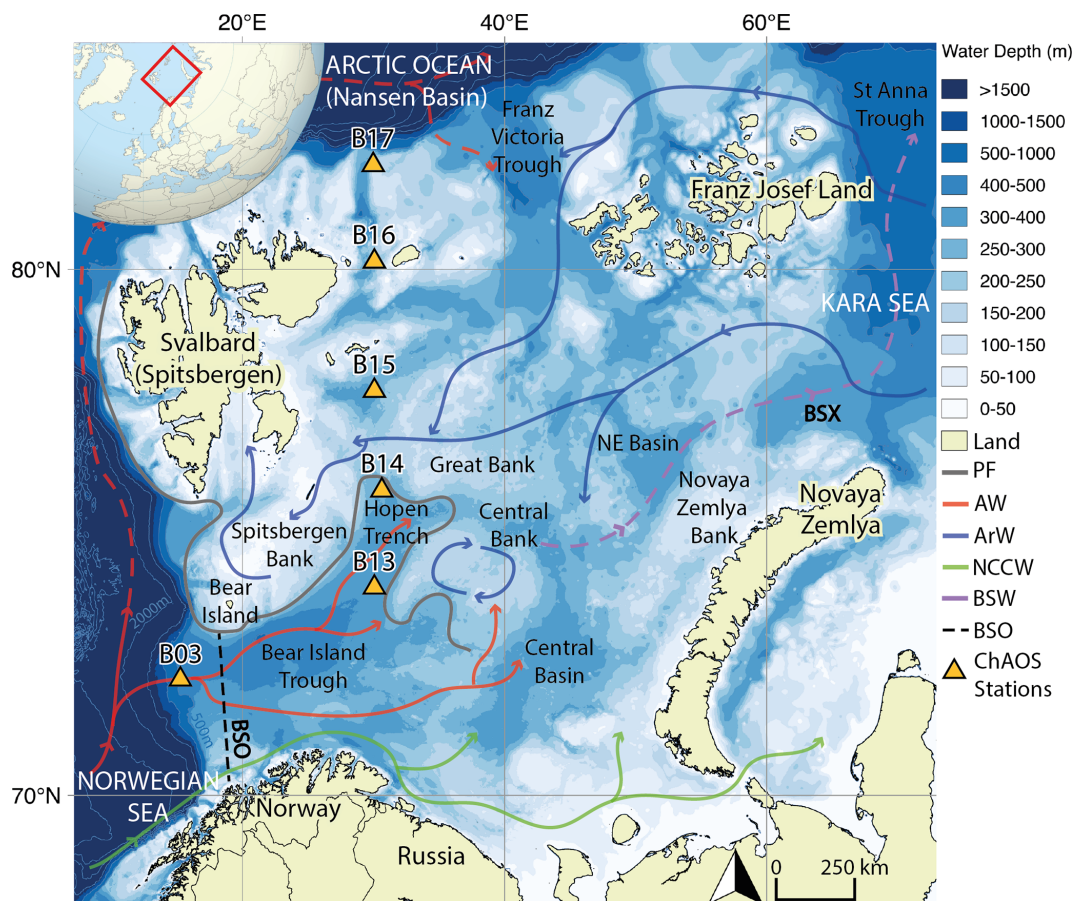 20°E
40°E
60°E
80°N
70°N
ARCTIC OCEAN
(Nansen Basin)
Franz
Victoria
Trough
St Anna
Trough
B17
Franz Josef Land
B16
KARA SEA
Svalbard
(Spitsbergen)
B15
BSX
NE Basin
B14
Great Bank
Hopen
Trench
Novaya
Zemlya
Bank
Novaya
Zemlya
Central
Bank
Spitsbergen
Bank
B13
Bear
Island
2000m
B03
Bear Island
Trough
Central
Basin
500m
BSO
NORWEGIAN
SEA
Norway
Russia
0
250 km
Water Depth (m)
>1500
1000-1500
500-1000
400-500
300-400
250-300
200-250
150-200
100-150
50-100
0-50
Land
PF
AW
ArW
NCCW
BSW
BSO
ChAOS
Stations